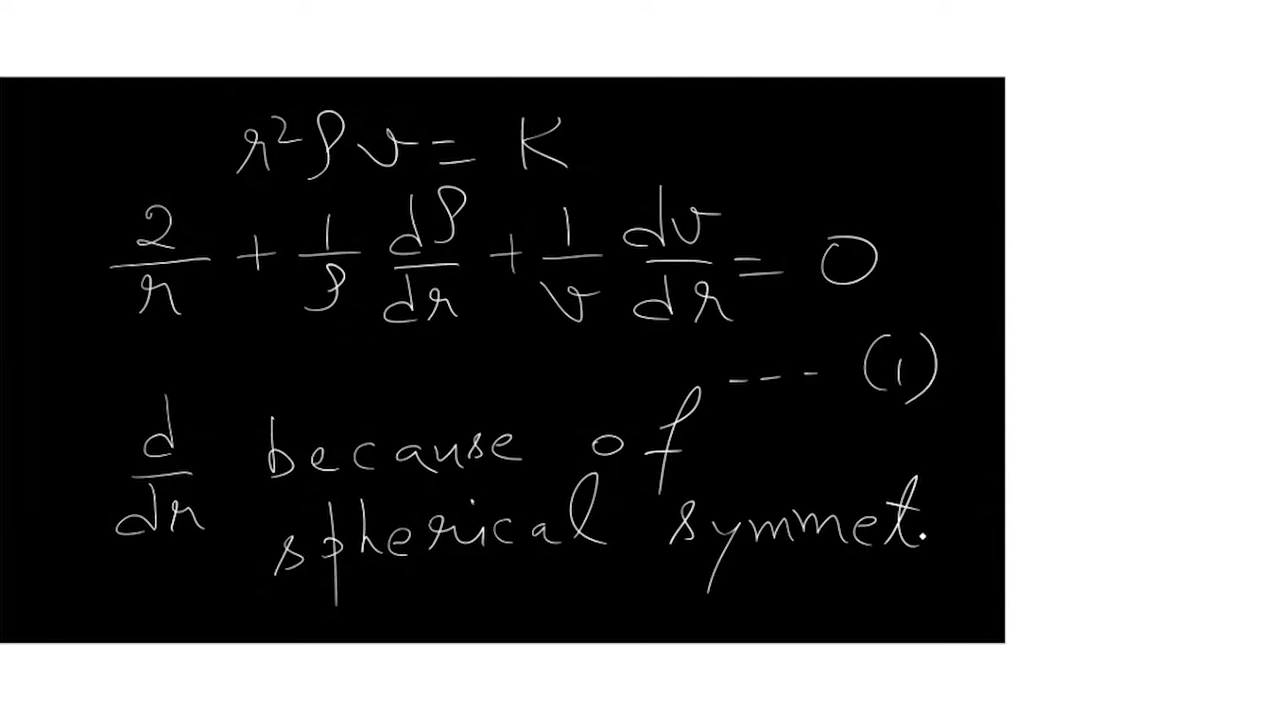 r²ρv = K
2/r + 1/ρ dρ/dr + 1/v dv/dr = 0
--- (1)
d/dr because of
spherical symmet.